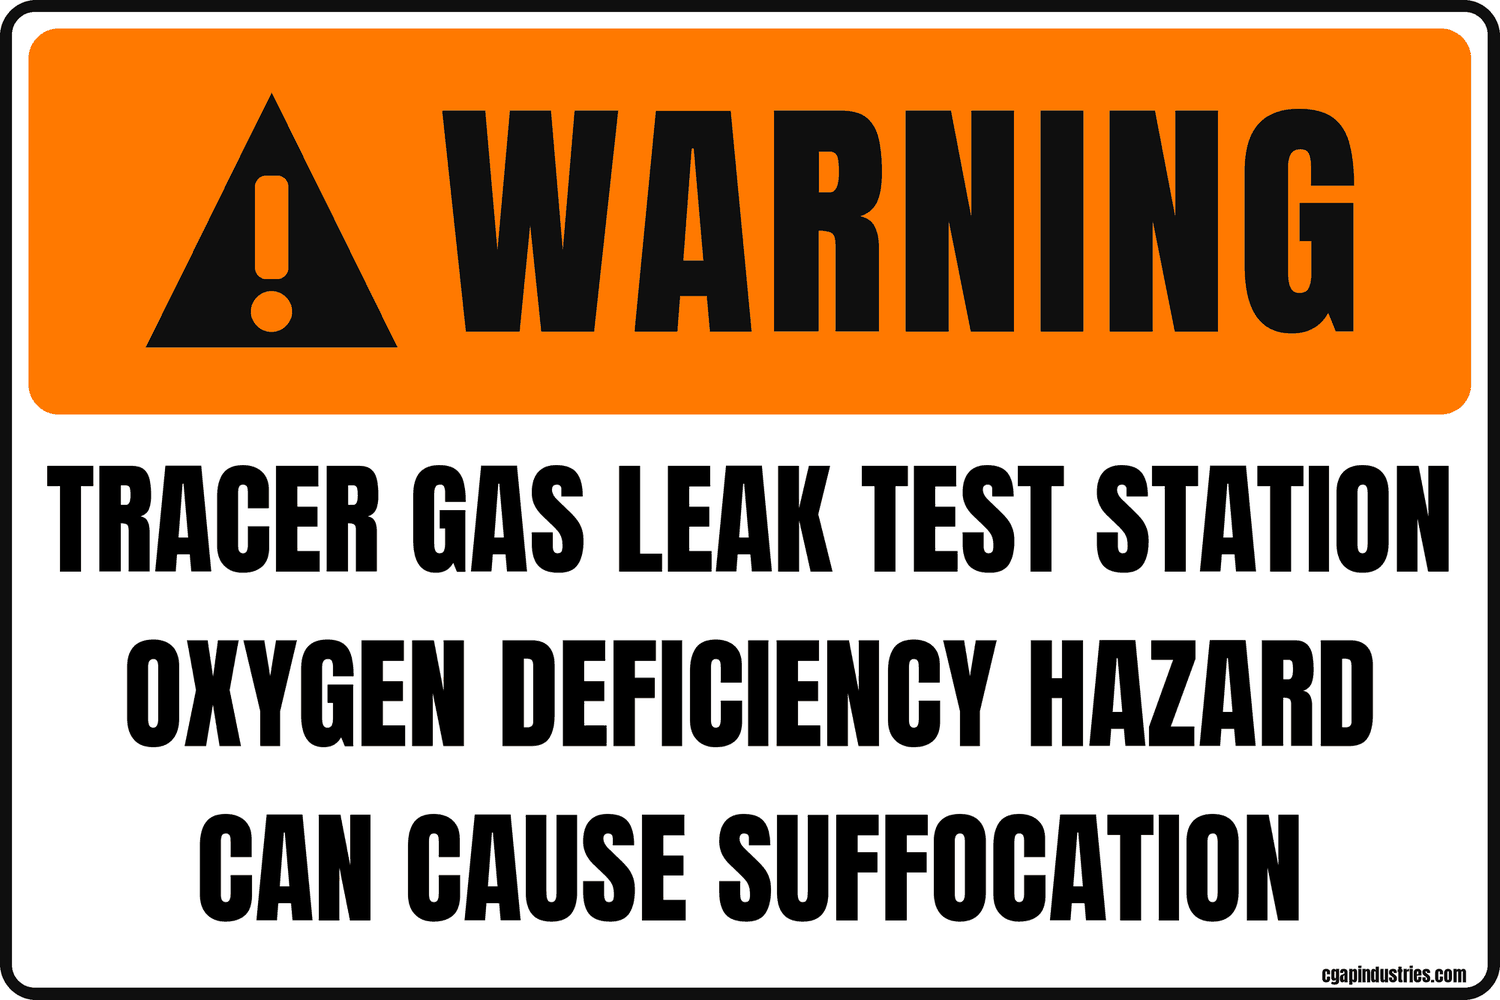 WARNING
TRACER GAS LEAK TEST STATION
OXYGEN DEFICIENCY HAZARD
CAN CAUSE SUFFOCATION
cgapindustries.com